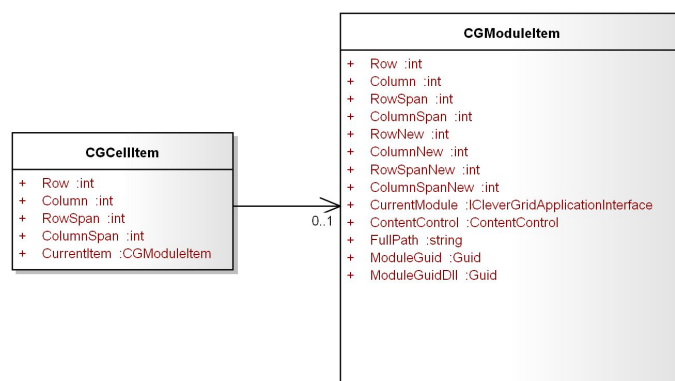 CGCellItem
+ Row :int
+ Column :int
+ RowSpan :int
+ ColumnSpan :int
+ CurrentItem :CGModuleItem
0..1
CGModuleItem
+ Row :int
+ Column :int
+ RowSpan :int
+ ColumnSpan :int
+ RowNew :int
+ ColumnNew :int
+ RowSpanNew :int
+ ColumnSpanNew :int
+ CurrentModule :ICleverGridApplicationInterface
+ ContentControl :ContentControl
+ FullPath :string
+ ModuleGuid :Guid
+ ModuleGuidDll :Guid